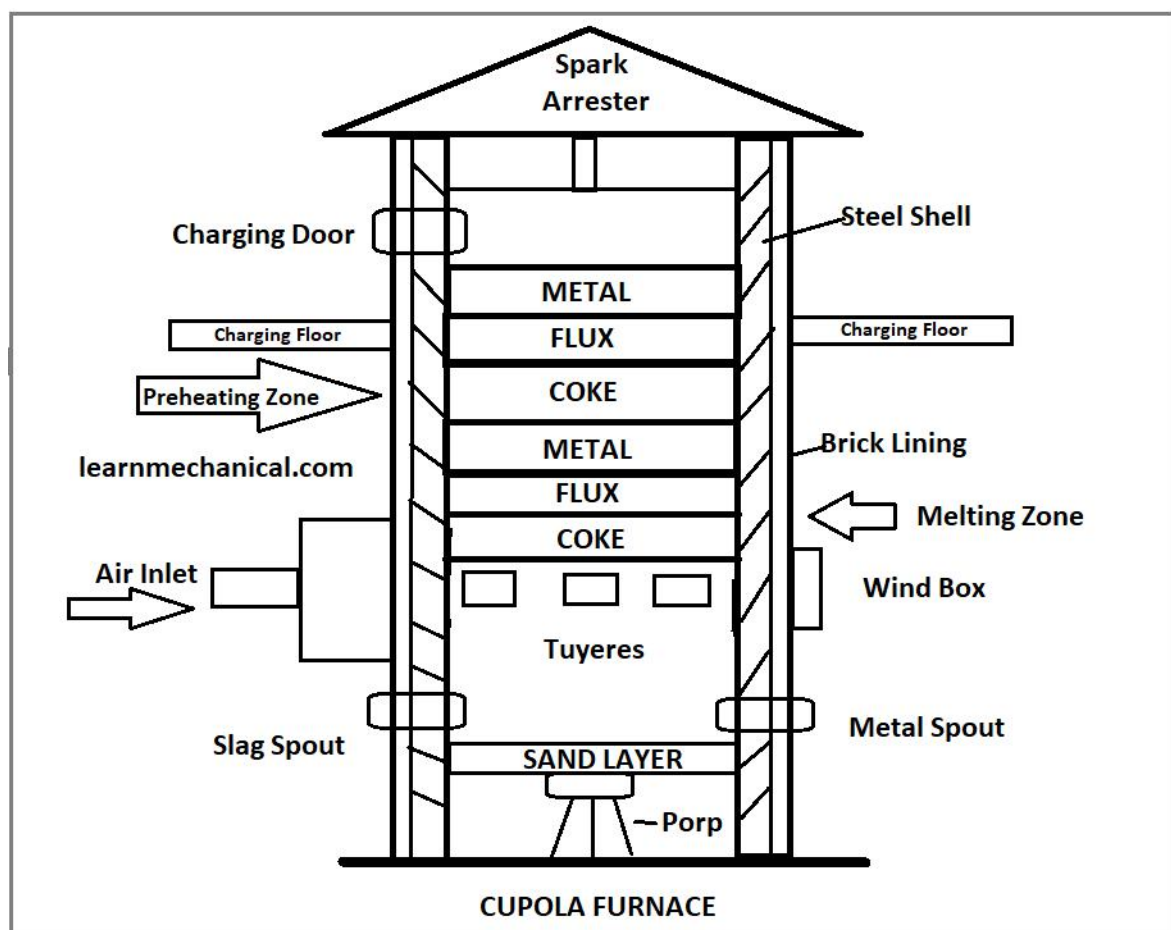 Spark
Arrester
Charging Door
Steel Shell
METAL
Charging Floor
FLUX
Charging Floor
Preheating Zone
COKE
METAL
Brick Lining
learnmechanical.com
FLUX
Melting Zone
COKE
Air Inlet
Wind Box
Tuyeres
Slag Spout
Metal Spout
SAND LAYER
Porp
CUPOLA FURNACE